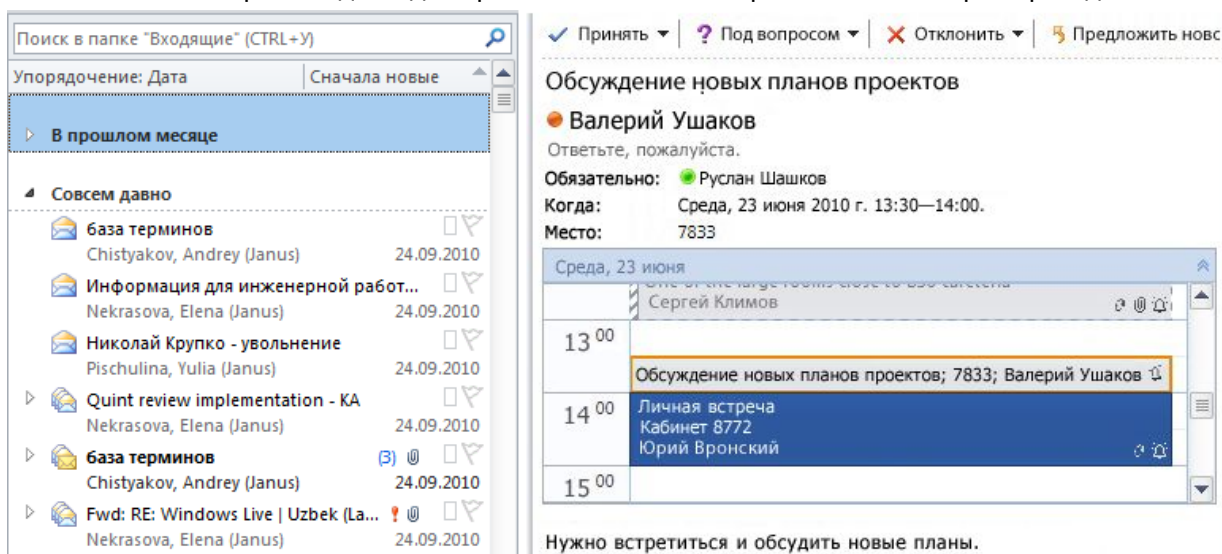 Поиск в папке "Входящие" (CTRL+У)
Упорядочение: Дата Сначала новые
В прошлом месяце
Совсем давно
база терминов
Chistyakov, Andrey (Janus) 24.09.2010
Информация для инженерной работ...
Nekrasova, Elena (Janus) 24.09.2010
Николай Крупко - увольнение
Pischulina, Yulia (Janus) 24.09.2010
Quint review implementation - KA
Nekrasova, Elena (Janus) 24.09.2010
база терминов (3)
Chistyakov, Andrey (Janus) 24.09.2010
Fwd: RE: Windows Live | Uzbek (La...
Nekrasova, Elena (Janus) 24.09.2010
Принять Под вопросом Отклонить Предложить
Обсуждение новых планов проектов
Валерий Ушаков
Ответьте, пожалуйста.
Обязательно: Руслан Шашков
Когда: Среда, 23 июня 2010 г. 13:30—14:00.
Место: 7833
Среда, 23 июня
Сергей Климов
13 00
Обсуждение новых планов проектов; 7833; Валерий Ушаков
14 00 Личная встреча
Кабинет 8772
Юрий Вронский
15 00
Нужно встретиться и обсудить новые планы.